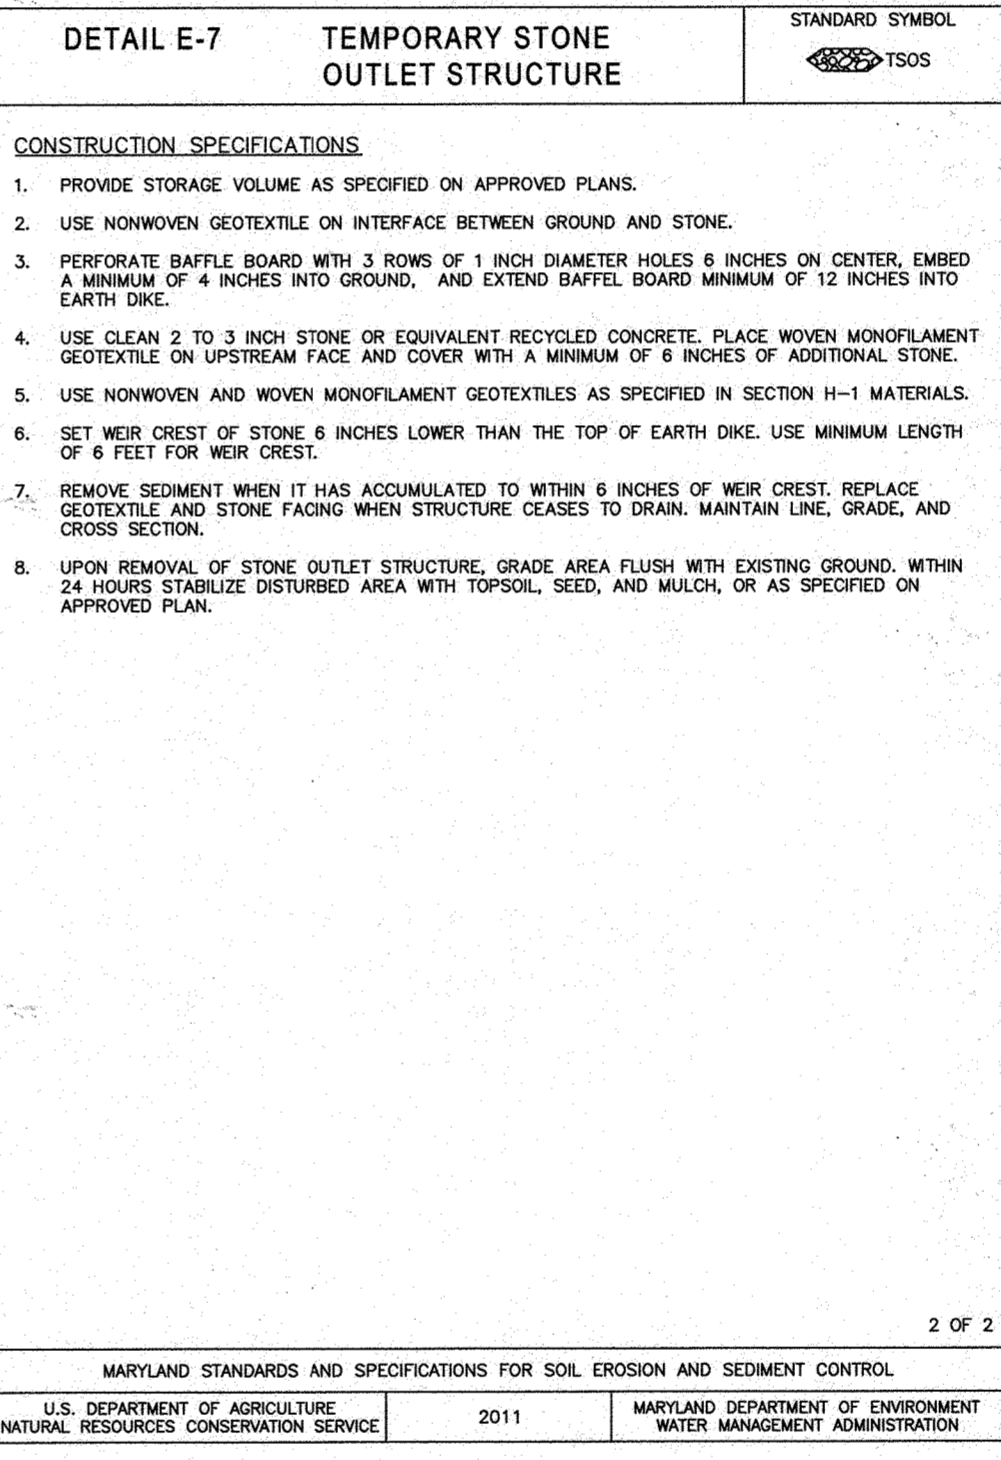 DETAIL E-7
TEMPORARY STONE
OUTLET STRUCTURE
STANDARD SYMBOL
TSOS
CONSTRUCTION SPECIFICATIONS
1. PROVIDE STORAGE VOLUME AS SPECIFIED ON APPROVED PLANS.
2. USE NONWOVEN GEOTEXTILE ON INTERFACE BETWEEN GROUND AND STONE.
3. PERFORATE BAFFLE BOARD WITH 3 ROWS OF 1 INCH DIAMETER HOLES 6 INCHES ON CENTER, EMBED
A MINIMUM OF 4 INCHES INTO GROUND, AND EXTEND BAFFEL BOARD MINIMUM OF 12 INCHES INTO
EARTH DIKE.
4. USE CLEAN 2 TO 3 INCH STONE OR EQUIVALENT RECYCLED CONCRETE. PLACE WOVEN MONOFILAMENT
GEOTEXTILE ON UPSTREAM FACE AND COVER WITH A MINIMUM OF 6 INCHES OF ADDITIONAL STONE.
5. USE NONWOVEN AND WOVEN MONOFILAMENT GEOTEXTILES AS SPECIFIED IN SECTION H-1 MATERIALS.
6. SET WEIR CREST OF STONE 6 INCHES LOWER THAN THE TOP OF EARTH DIKE. USE MINIMUM LENGTH
OF 6 FEET FOR WEIR CREST.
7. REMOVE SEDIMENT WHEN IT HAS ACCUMULATED TO WITHIN 6 INCHES OF WEIR CREST. REPLACE
GEOTEXTILE AND STONE FACING WHEN STRUCTURE CEASES TO DRAIN. MAINTAIN LINE, GRADE, AND
CROSS SECTION.
8. UPON REMOVAL OF STONE OUTLET STRUCTURE, GRADE AREA FLUSH WITH EXISTING GROUND. WITHIN
24 HOURS STABILIZE DISTURBED AREA WITH TOPSOIL, SEED, AND MULCH, OR AS SPECIFIED ON
APPROVED PLAN.
2 OF 2
MARYLAND STANDARDS AND SPECIFICATIONS FOR SOIL EROSION AND SEDIMENT CONTROL
U.S. DEPARTMENT OF AGRICULTURE
NATURAL RESOURCES CONSERVATION SERVICE
2011
MARYLAND DEPARTMENT OF ENVIRONMENT
WATER MANAGEMENT ADMINISTRATION